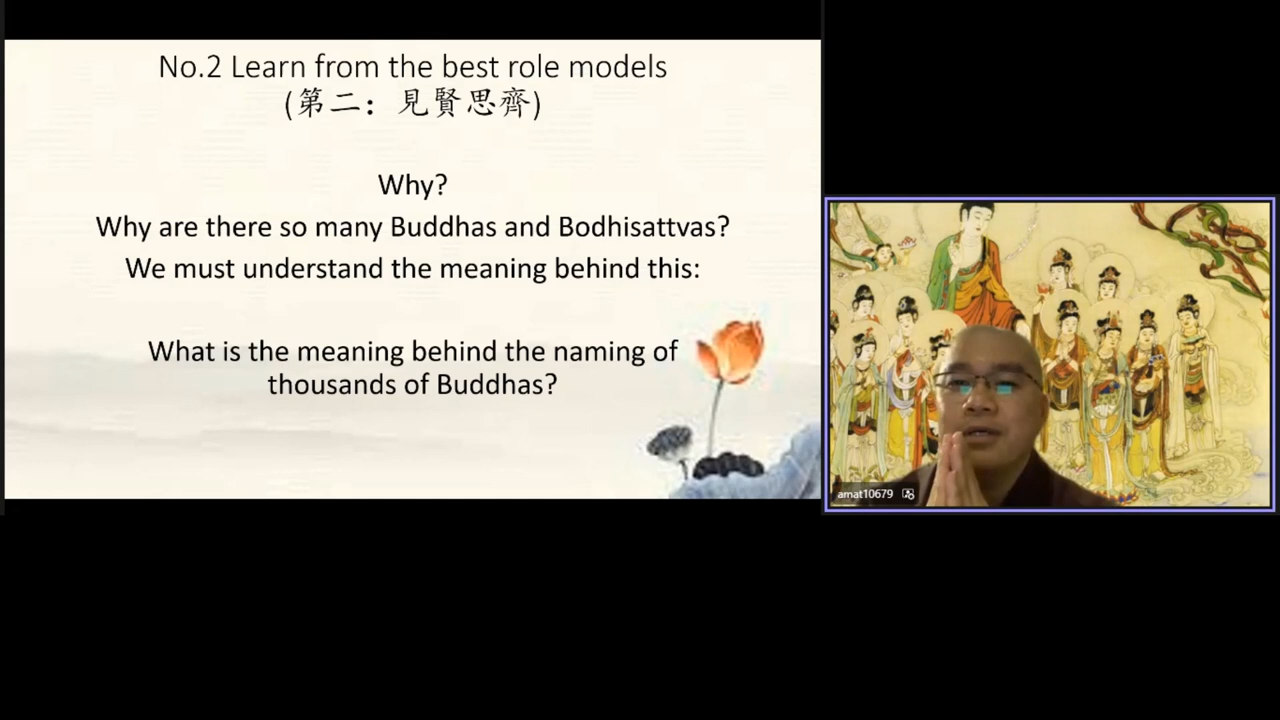 No.2 Learn from the best role models
(第二：見賢思齊)
Why?
Why are there so many Buddhas and Bodhisattvas?
We must understand the meaning behind this:
What is the meaning behind the naming of
thousands of Buddhas?
amat10679